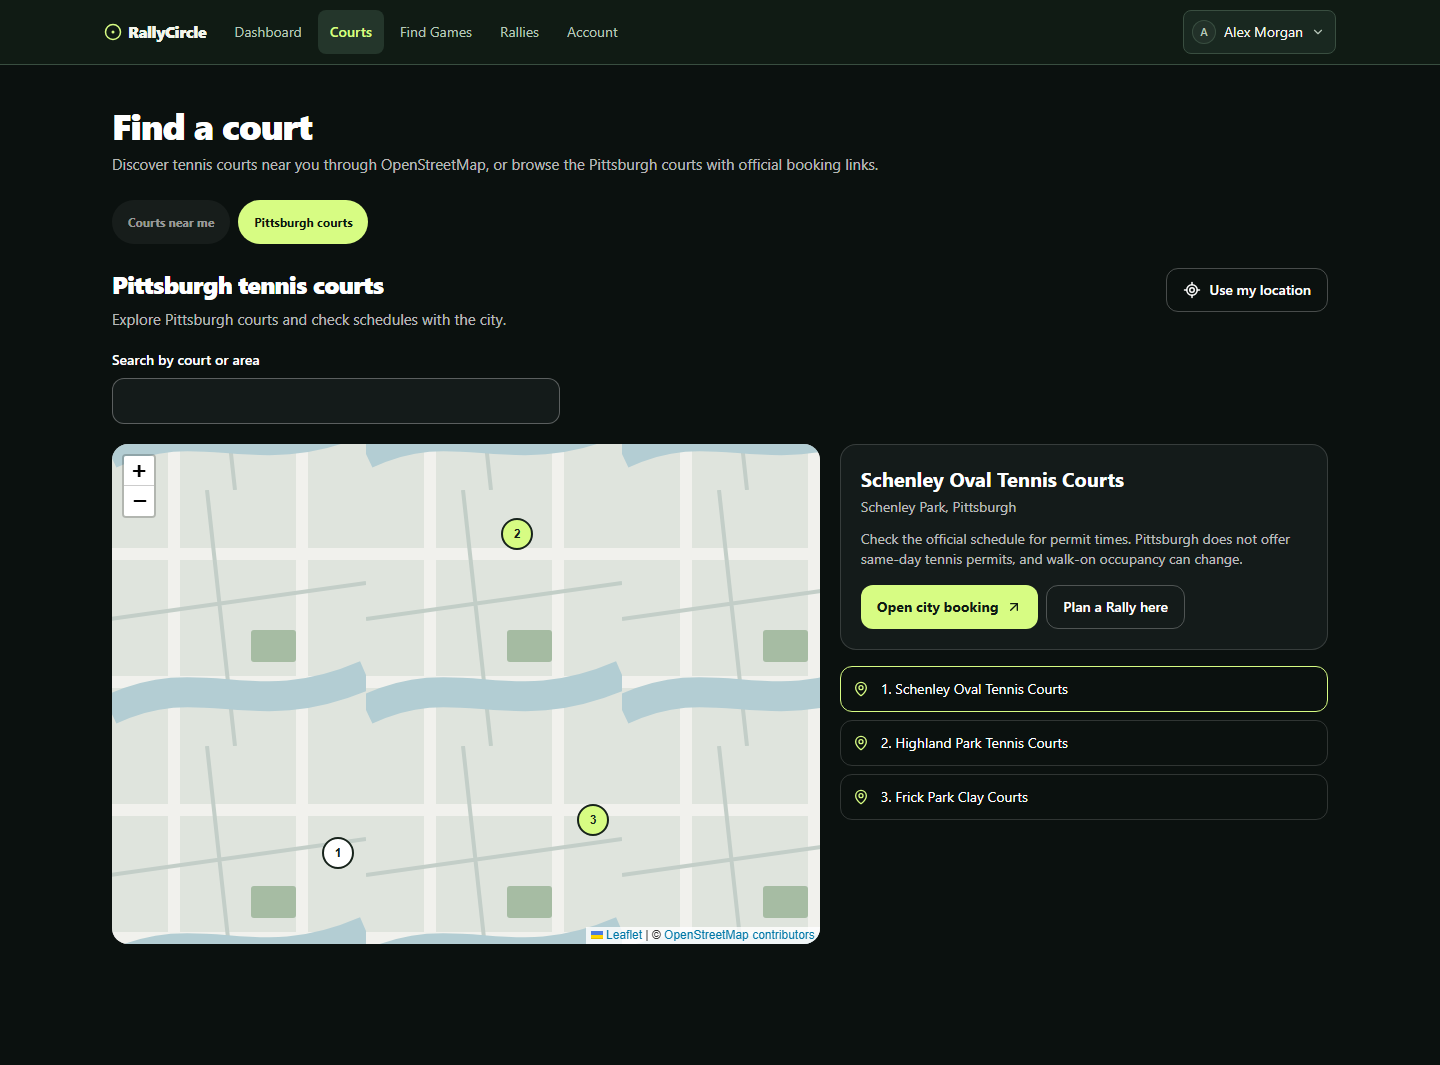 RallyCircle
Dashboard
Courts
Find Games
Rallies
Account
A
Alex Morgan
Find a court
Discover tennis courts near you through OpenStreetMap, or browse the Pittsburgh courts with official booking links.
Courts near me
Pittsburgh courts
Pittsburgh tennis courts
Use my location
Explore Pittsburgh courts and check schedules with the city.
Search by court or area
+
−
2
3
1
Leaflet | © OpenStreetMap contributors
Schenley Oval Tennis Courts
Schenley Park, Pittsburgh
Check the official schedule for permit times. Pittsburgh does not offer
same-day tennis permits, and walk-on occupancy can change.
Open city booking
Plan a Rally here
1. Schenley Oval Tennis Courts
2. Highland Park Tennis Courts
3. Frick Park Clay Courts